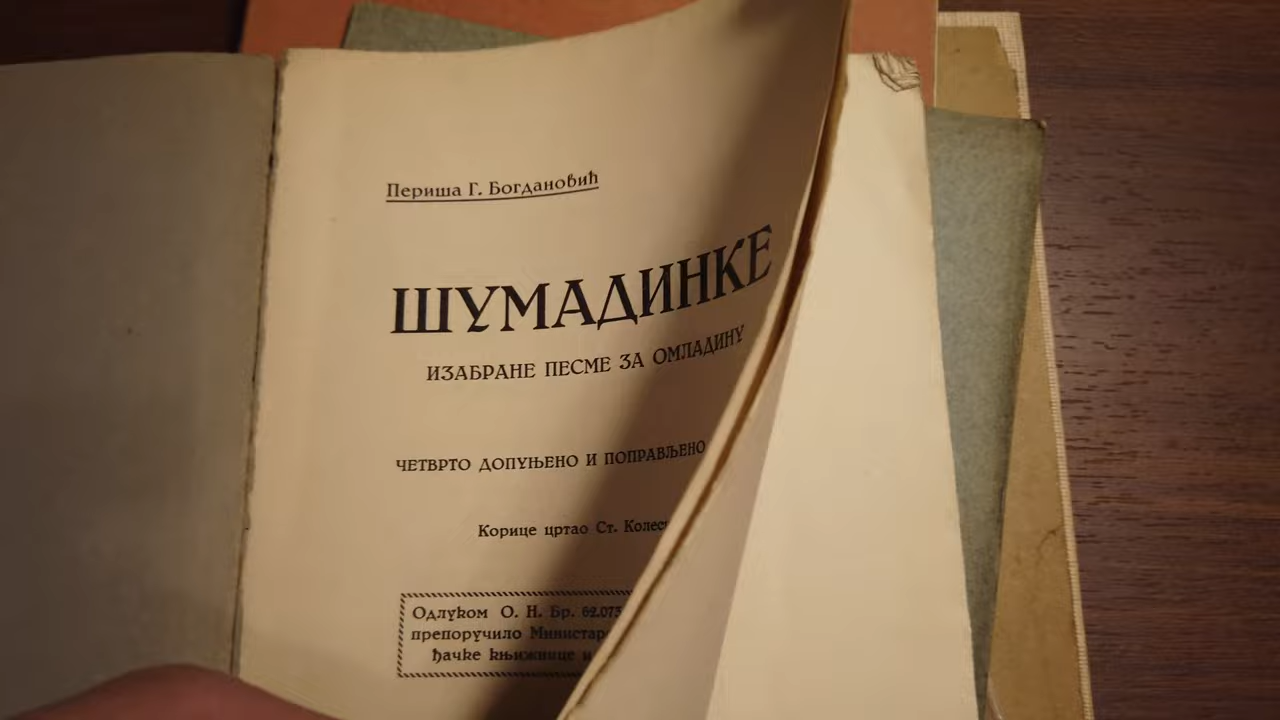 Периша Г. Богдановић
ШУМАДИНКЕ
ИЗАБРАНЕ ПЕСМЕ ЗА ОМЛАДИНУ
ЧЕТВРТО ДОПУЊЕНО И ПОПРАВЉЕНО
Корице цртао Ст.
Одлуком О. Н. Бр.
препоручило
ђачке књижнице и